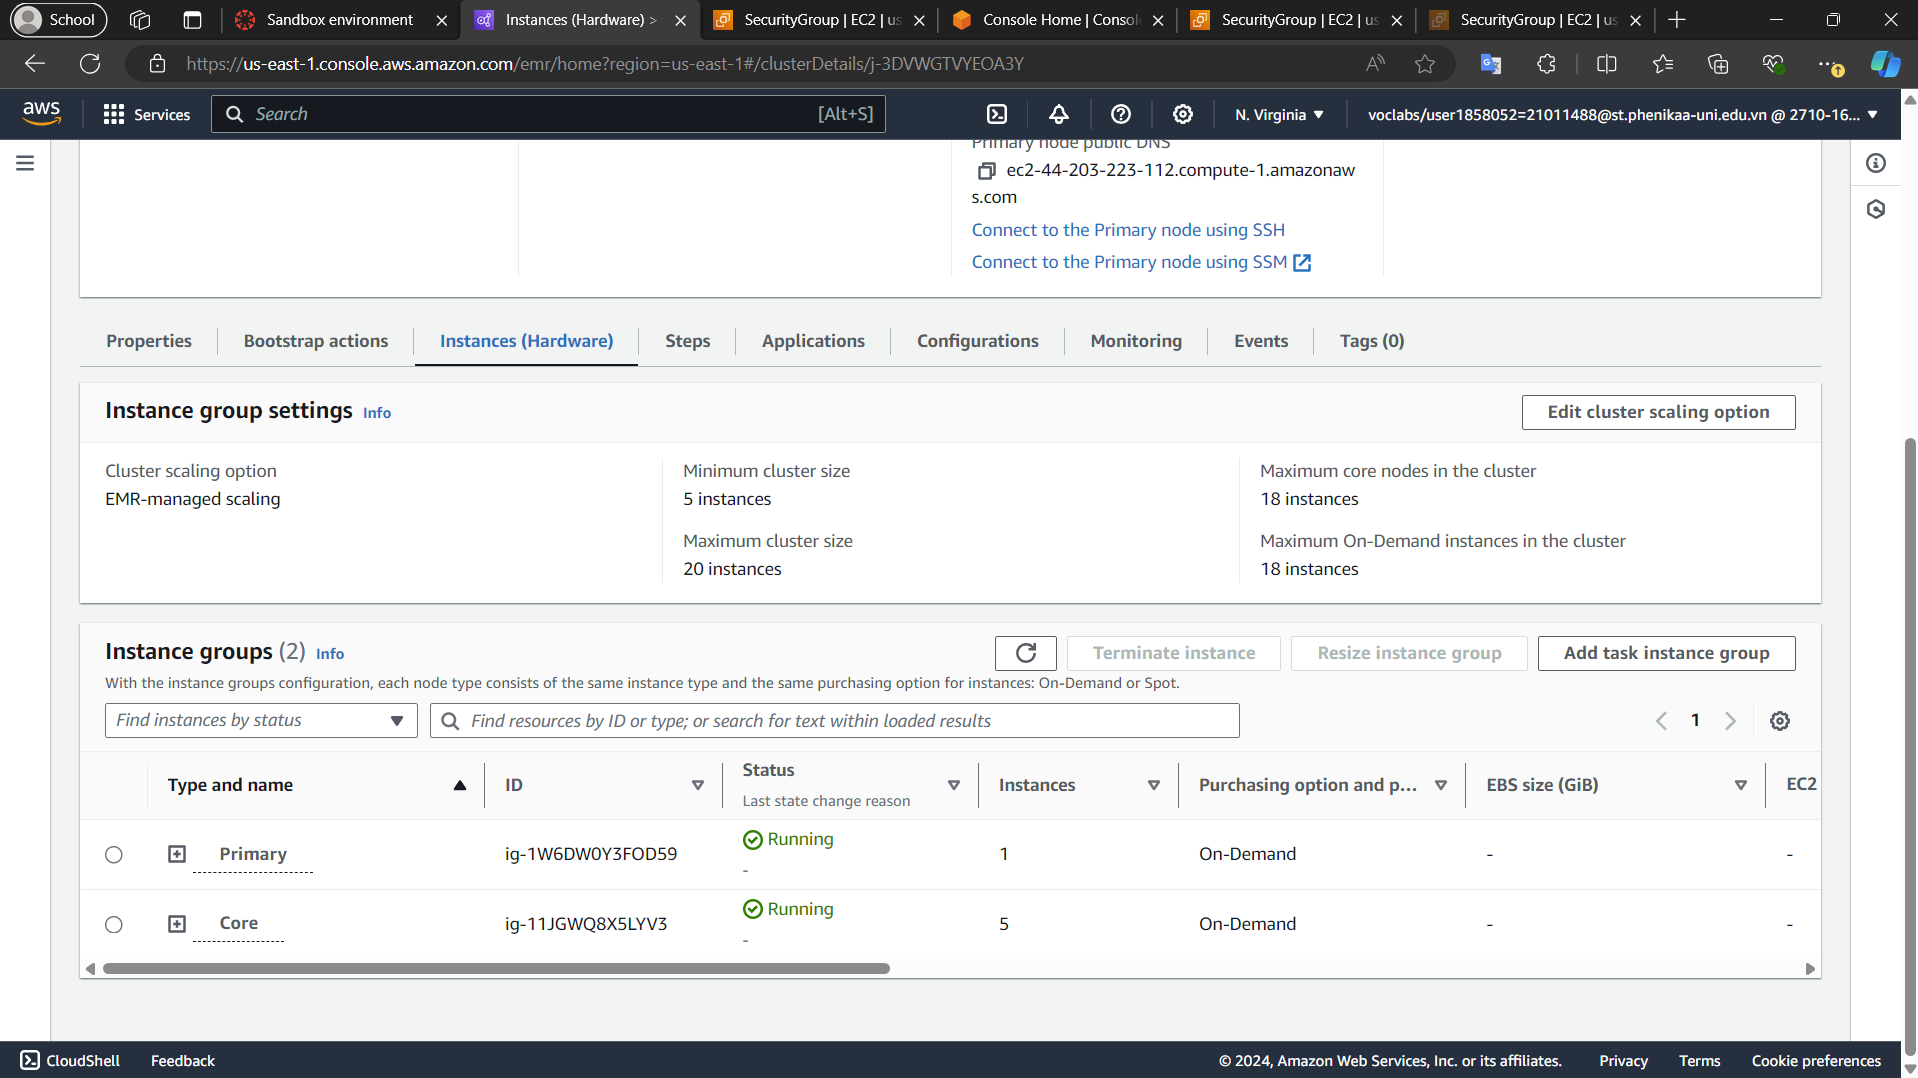 School
Sandbox environment
Instances (Hardware) >
SecurityGroup | EC2 | us
Console Home | Consol
SecurityGroup | EC2 | us
SecurityGroup | EC2 | us
https://us-east-1.console.aws.amazon.com/emr/home?region=us-east-1#/clusterDetails/j-3DVWGTVYEOA3Y
aws
Services
Search
[Alt+S]
N. Virginia
voclabs/user1858052=21011488@st.phenikaa-uni.edu.vn @ 2710-16...
Primary node public DNS
ec2-44-203-223-112.compute-1.amazonaw
s.com
Connect to the Primary node using SSH
Connect to the Primary node using SSM
Properties
Bootstrap actions
Instances (Hardware)
Steps
Applications
Configurations
Monitoring
Events
Tags (0)
Instance group settings Info
Edit cluster scaling option
Cluster scaling option
EMR-managed scaling
Minimum cluster size
5 instances
Maximum cluster size
20 instances
Maximum core nodes in the cluster
18 instances
Maximum On-Demand instances in the cluster
18 instances
Instance groups (2) Info
Terminate instance
Resize instance group
Add task instance group
With the instance groups configuration, each node type consists of the same instance type and the same purchasing option for instances: On-Demand or Spot.
Find instances by status
Find resources by ID or type; or search for text within loaded results
1
Type and name
ID
Status
Last state change reason
Instances
Purchasing option and p...
EBS size (GiB)
EC2
Primary
ig-1W6DW0Y3FOD59
Running
-
1
On-Demand
-
-
Core
ig-11JGWQ8X5LYV3
Running
-
5
On-Demand
-
-
CloudShell
Feedback
© 2024, Amazon Web Services, Inc. or its affiliates.
Privacy
Terms
Cookie preferences